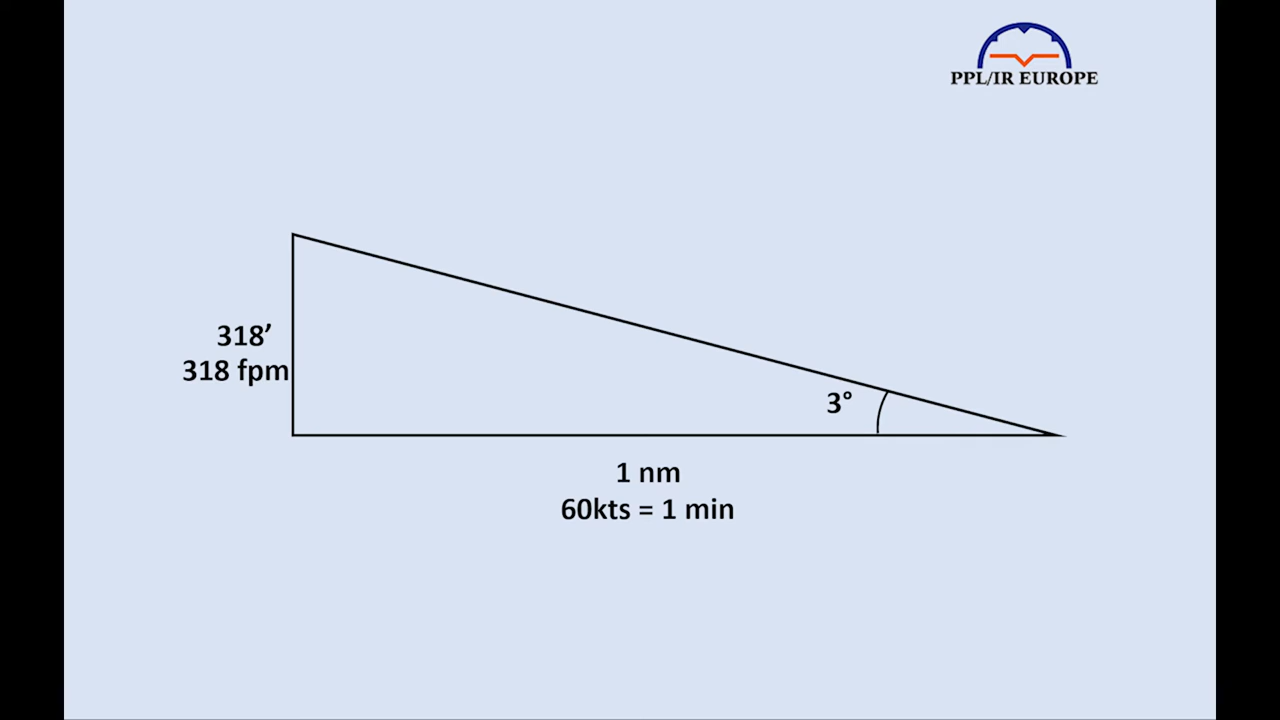 PPL/IR EUROPE
318’
318 fpm
3°
1 nm
60kts = 1 min